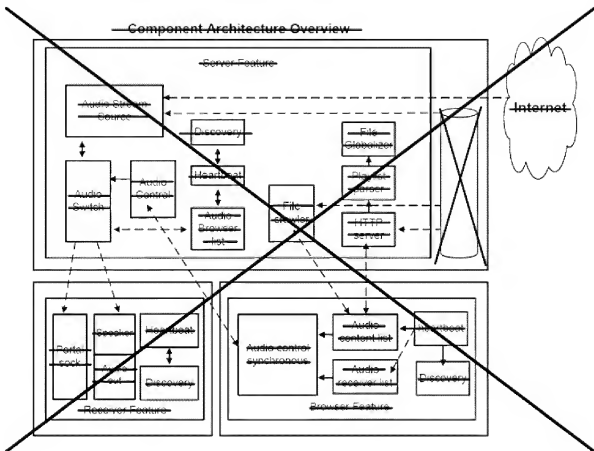 Component Architecture Overview
Server Feature
Audio Stream
Source
Internet
Discovery
File
Globalizer
Heartbeat
Playlist
parser
Audio
Switch
Audio
Control
Audio
Browser
list
File
crawler
HTTP
server
Portal
sock
Speaker
Audio
out
Heartbeat
Discovery
Receiver Feature
Audio control
synchronous
Audio
content list
Heartbeat
Audio
receiver list
Discovery
Browser Feature